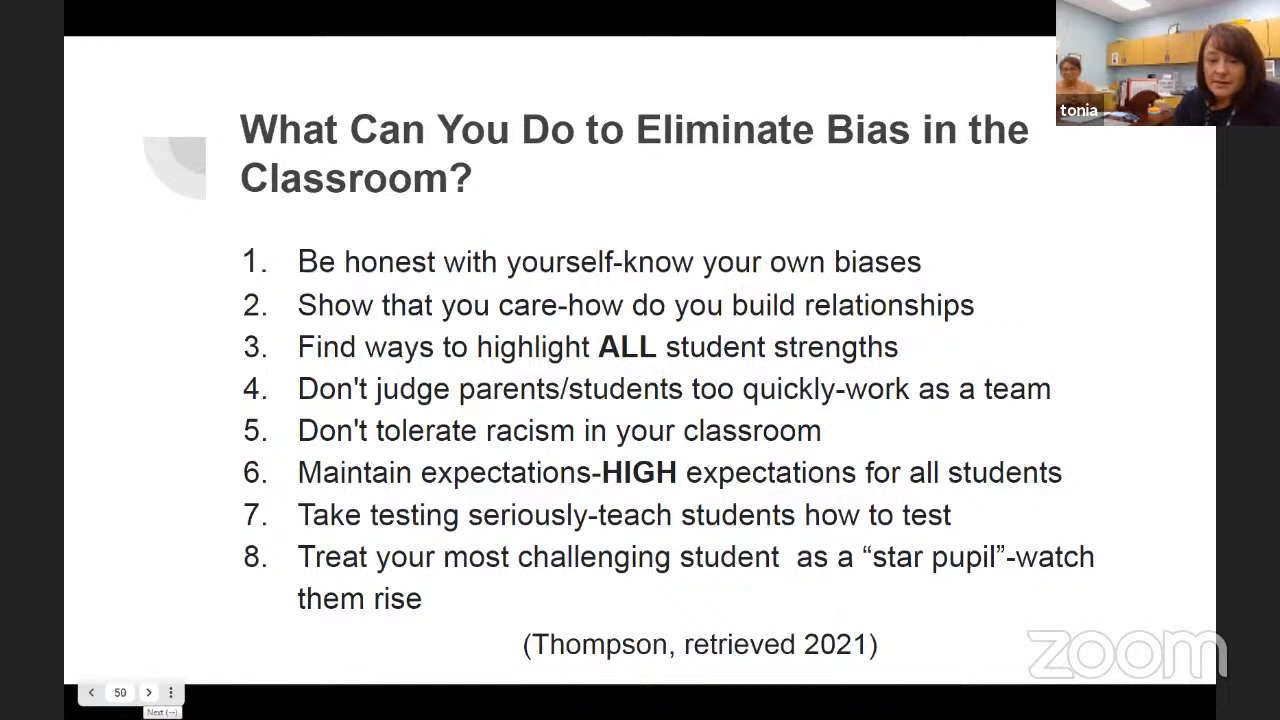 tonia
What Can You Do to Eliminate Bias in the
Classroom?
1. Be honest with yourself-know your own biases
2. Show that you care-how do you build relationships
3. Find ways to highlight ALL student strengths
4. Don't judge parents/students too quickly-work as a team
5. Don't tolerate racism in your classroom
6. Maintain expectations-HIGH expectations for all students
7. Take testing seriously-teach students how to test
8. Treat your most challenging student as a “star pupil”-watch
them rise
(Thompson, retrieved 2021)
zoom
50
Next (→)